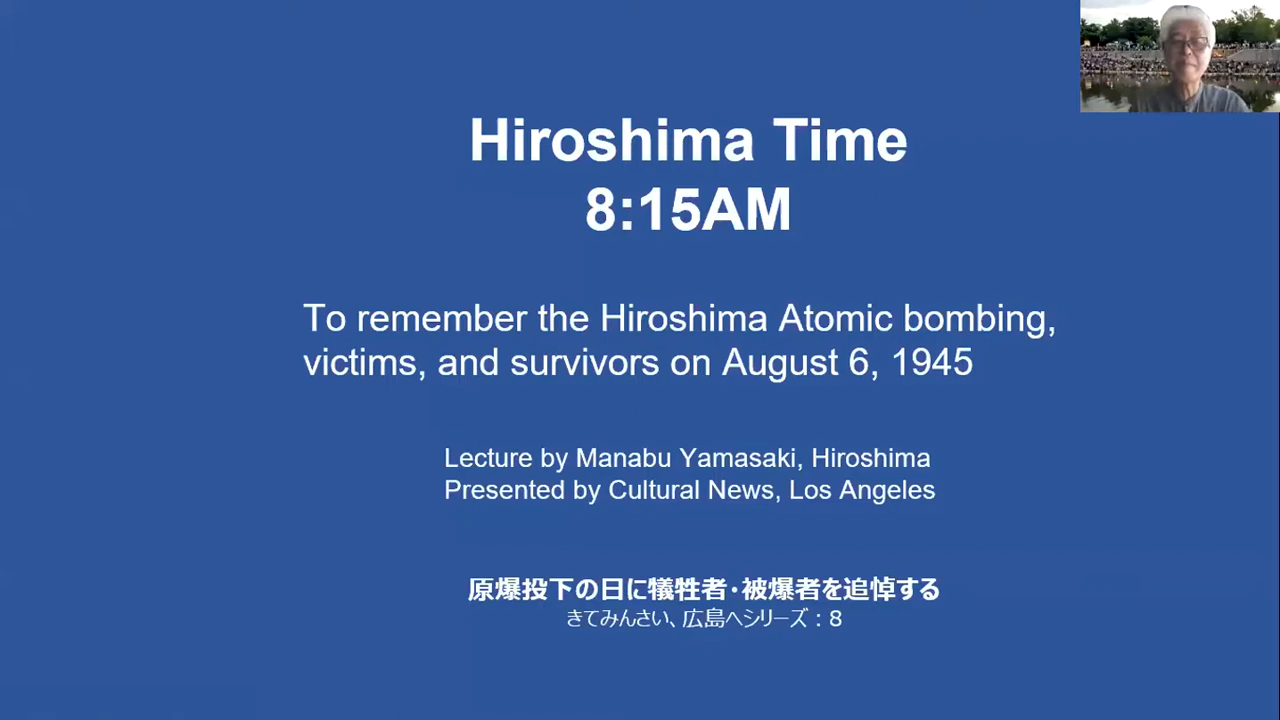 Hiroshima Time
8:15AM
To remember the Hiroshima Atomic bombing,
victims, and survivors on August 6, 1945
Lecture by Manabu Yamasaki, Hiroshima
Presented by Cultural News, Los Angeles
原爆投下の日に犠牲者・被爆者を追悼する
きてみんさい、広島へシリーズ：8